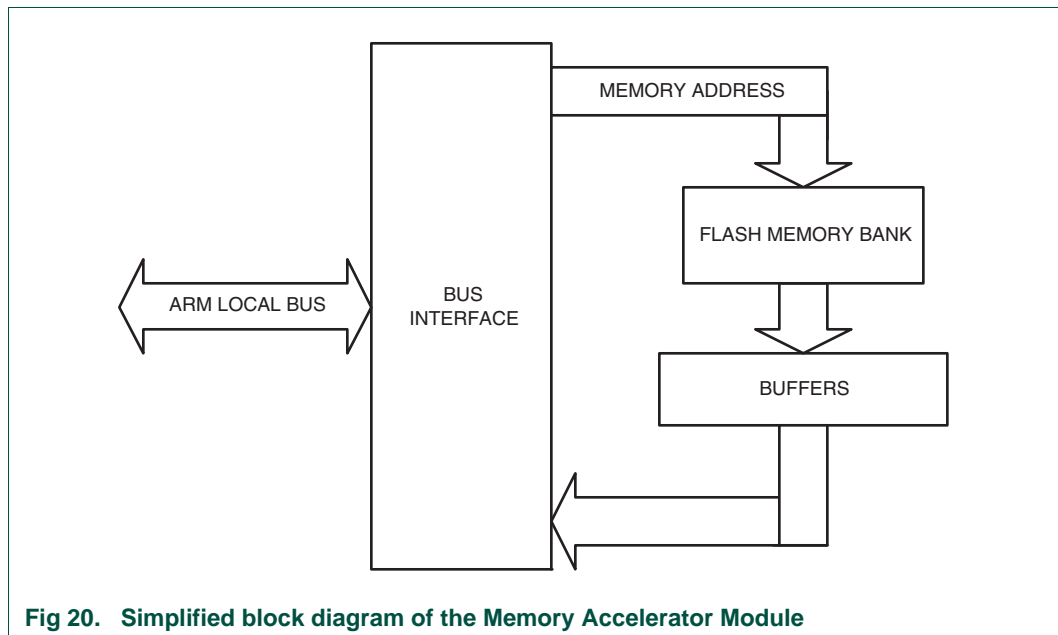 MEMORY ADDRESS
FLASH MEMORY BANK
ARM LOCAL BUS
BUS
INTERFACE
BUFFERS
Fig 20. Simplified block diagram of the Memory Accelerator Module